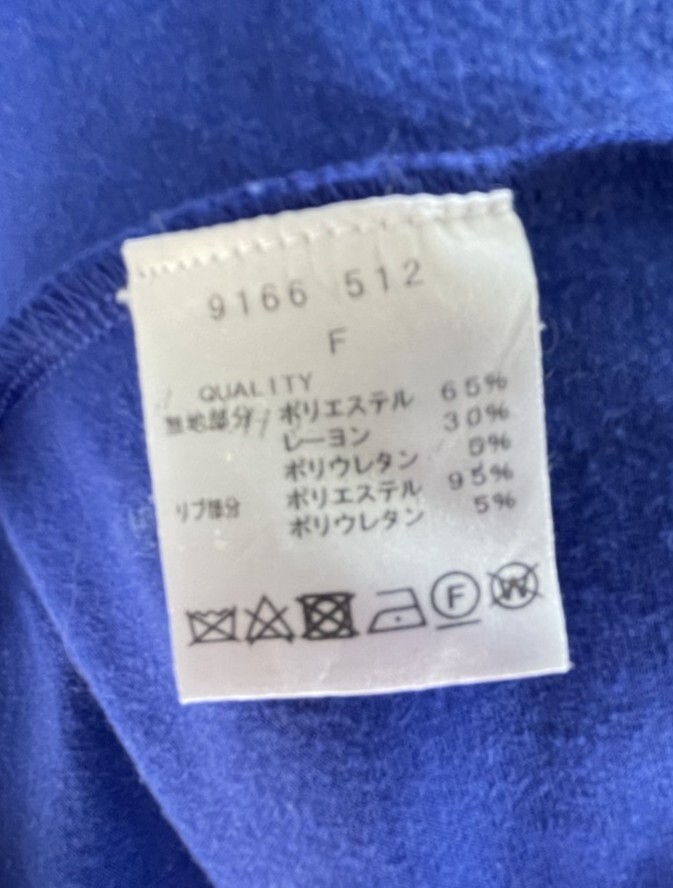 9166 512
F
QUALITY
無地部分 ポリエステル 65%
レーヨン 30%
ポリウレタン 5%
リブ部分 ポリエステル 95%
ポリウレタン 5%
F W